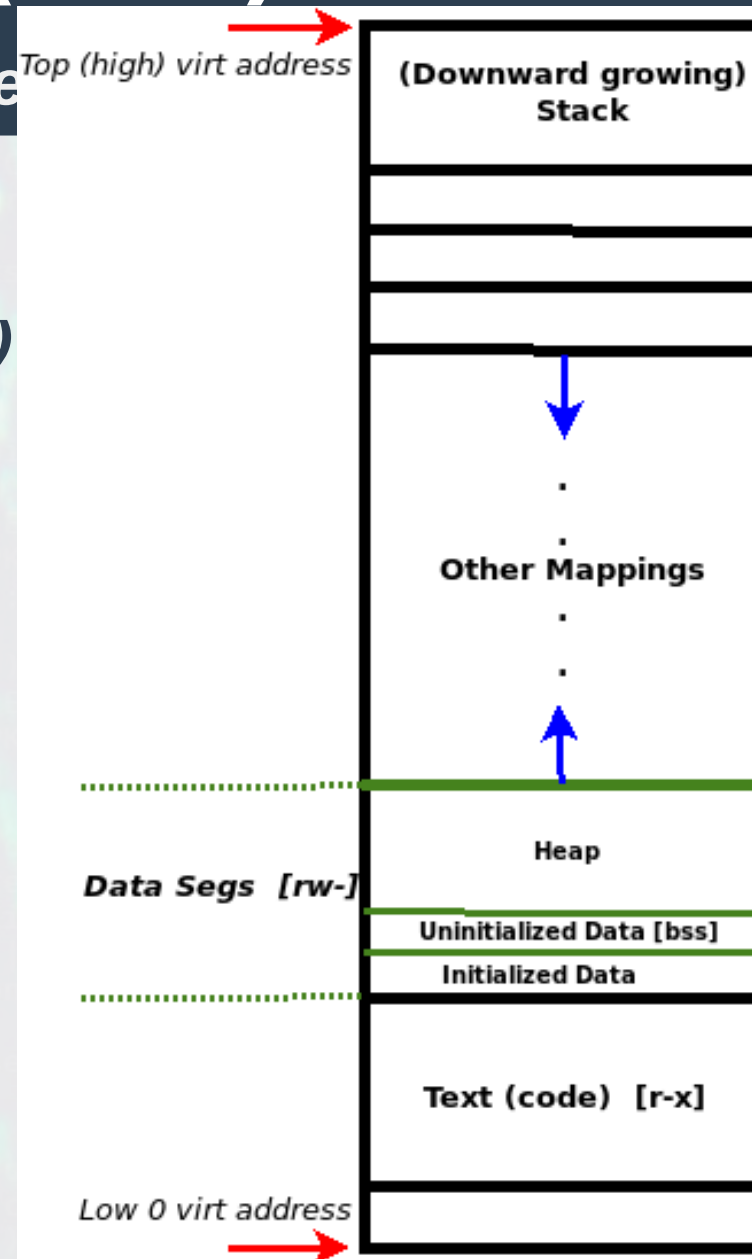 Top (high) virt address
(Downward growing)
Stack
.
.
Other Mappings
.
.
Heap
Data Segs [rw-]
Uninitialized Data [bss]
Initialized Data
Text (code) [r-x]
Low 0 virt address